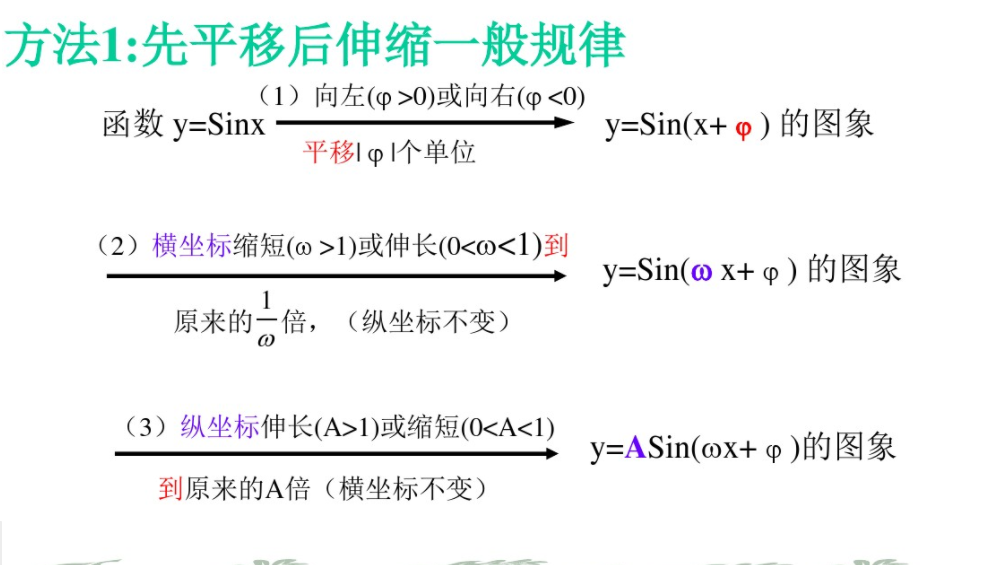 方法1:先平移后伸缩一般规律
（1）向左(φ>0)或向右(φ<0)
函数 y=Sinx
y=Sin(x+ φ ) 的图象
平移|φ|个单位
（2）横坐标缩短(ω >1)或伸长(0<ω<1)到
y=Sin(ω x+ φ ) 的图象
原来的1/ω倍，（纵坐标不变）
（3）纵坐标伸长(A>1)或缩短(0<A<1)
y=ASin(ωx+ φ )的图象
到原来的A倍（横坐标不变）